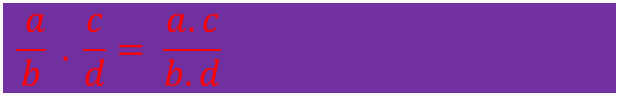 a/b . c/d = a.c/b.d